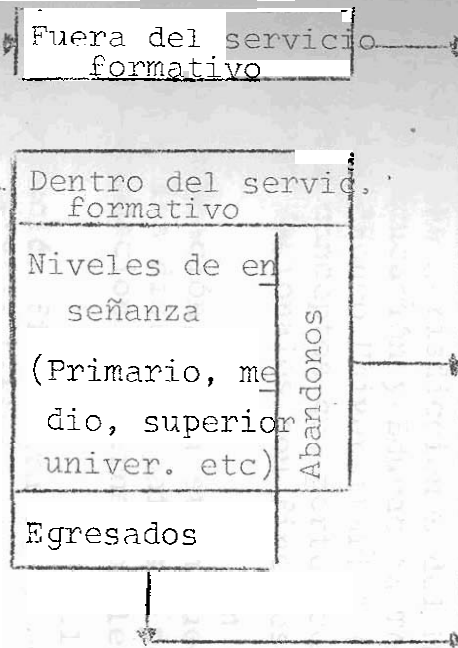 Fuera del servicio
formativo
Dentro del servic.
formativo
Niveles de en
señanza
(Primario, me
dio, superior
univer. etc)
Abandonos
Egresados